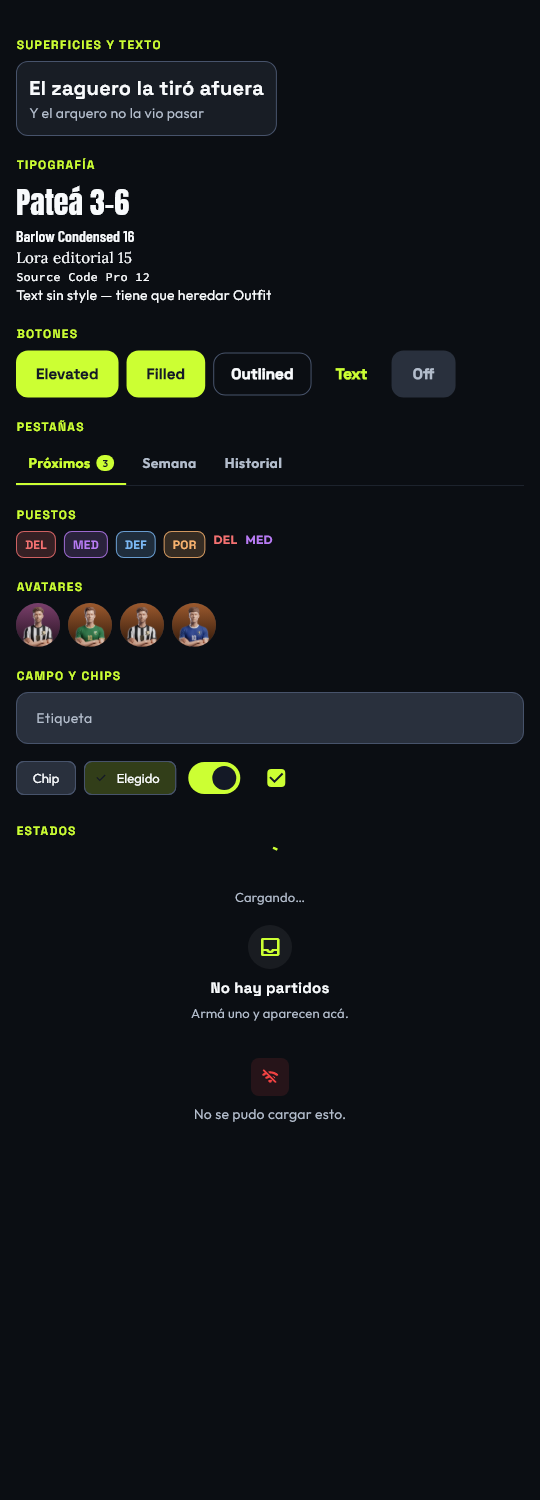 SUPERFICIES Y TEXTO
El zaguero la tiró afuera
Y el arquero no la vio pasar
TIPOGRAFÍA
Pateá 3-6
Barlow Condensed 16
Lora editorial 15
Source Code Pro 12
Text sin style — tiene que heredar Outfit
BOTONES
Elevated Filled Outlined Text Off
PESTAÑAS
Próximos 3 Semana Historial
PUESTOS
DEL MED DEF POR DEL MED
AVATARES
CAMPO Y CHIPS
Etiqueta
Chip Elegido
ESTADOS
Cargando...
No hay partidos
Armá uno y aparecen acá.
No se pudo cargar esto.